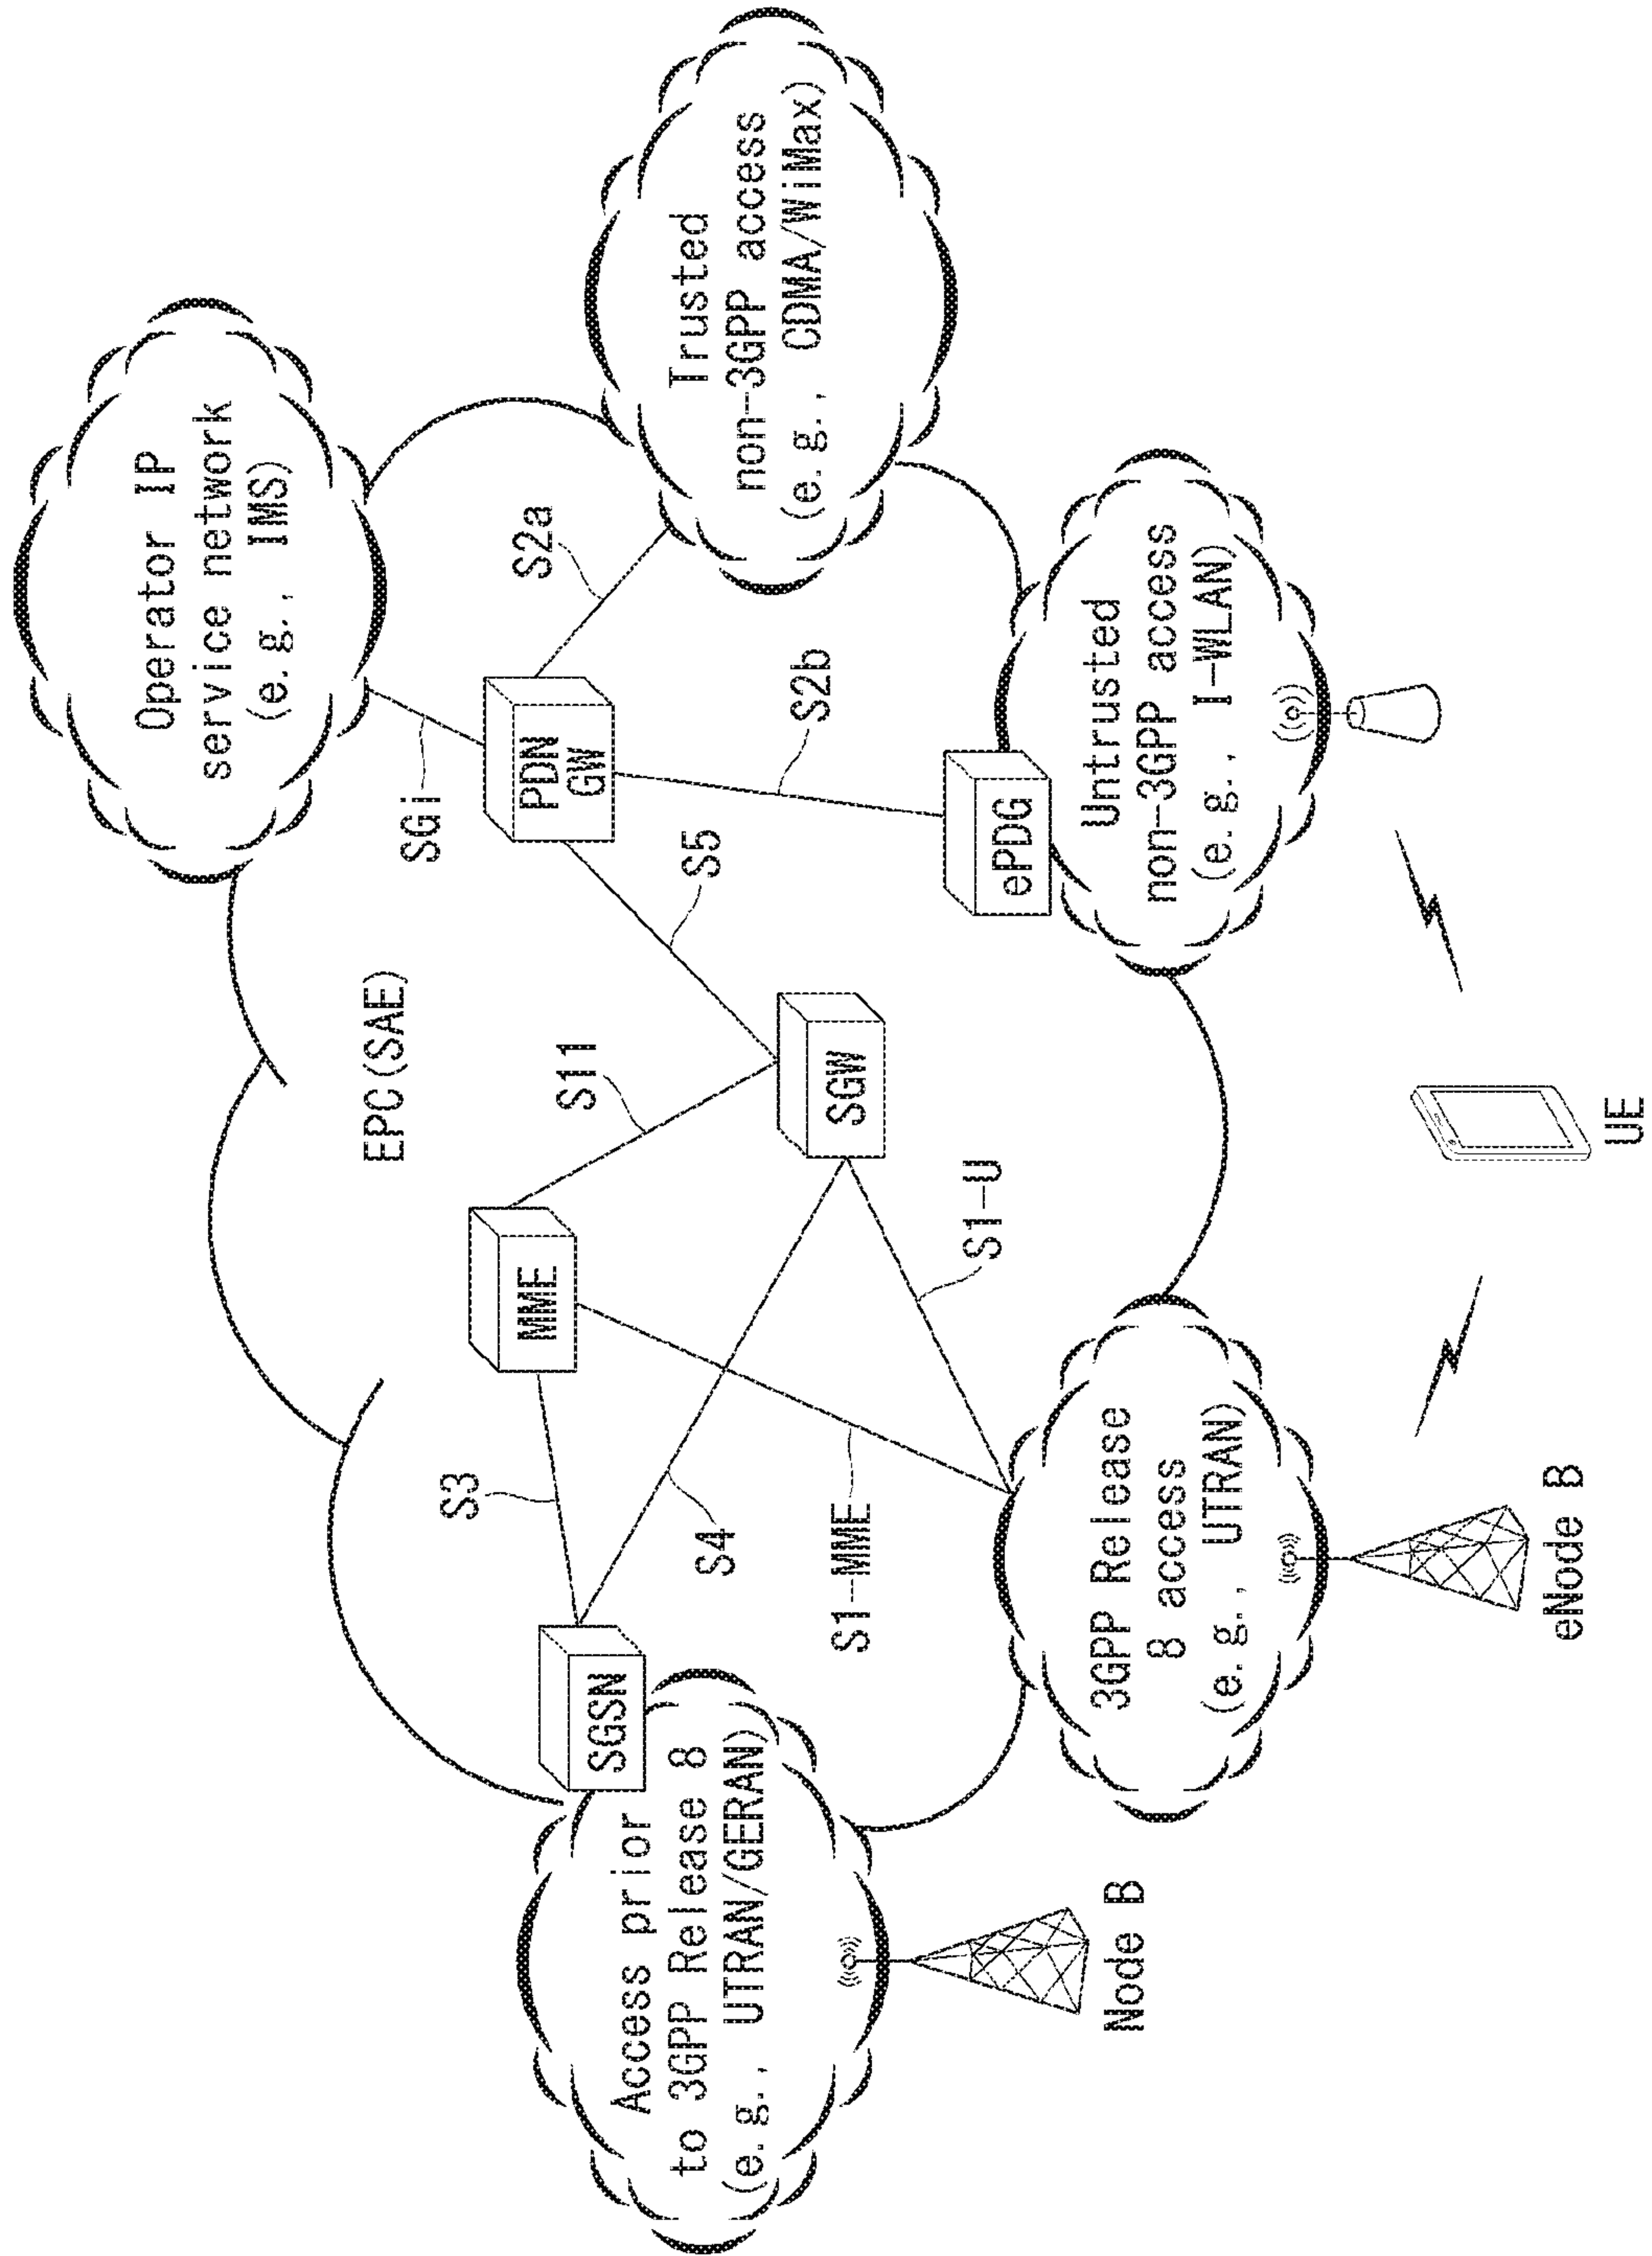 Operator IP
service network
(e.g., IMS)
EPC(SAE)
SGi
S2a
S3
S11
MME
PDN
GW
SGSN
S4
S5
S2b
SGW
Access prior
to 3GPP Release 8
(e.g., UTRAN/GERAN)
Trusted
non-3GPP access
(e.g., CDMA/WiMax)
S1-MME
S1-U
ePDG
Node B
3GPP Release
8 access
(e.g., UTRAN)
Untrusted
non-3GPP access
(e.g., I-WLAN)
eNode B
UE